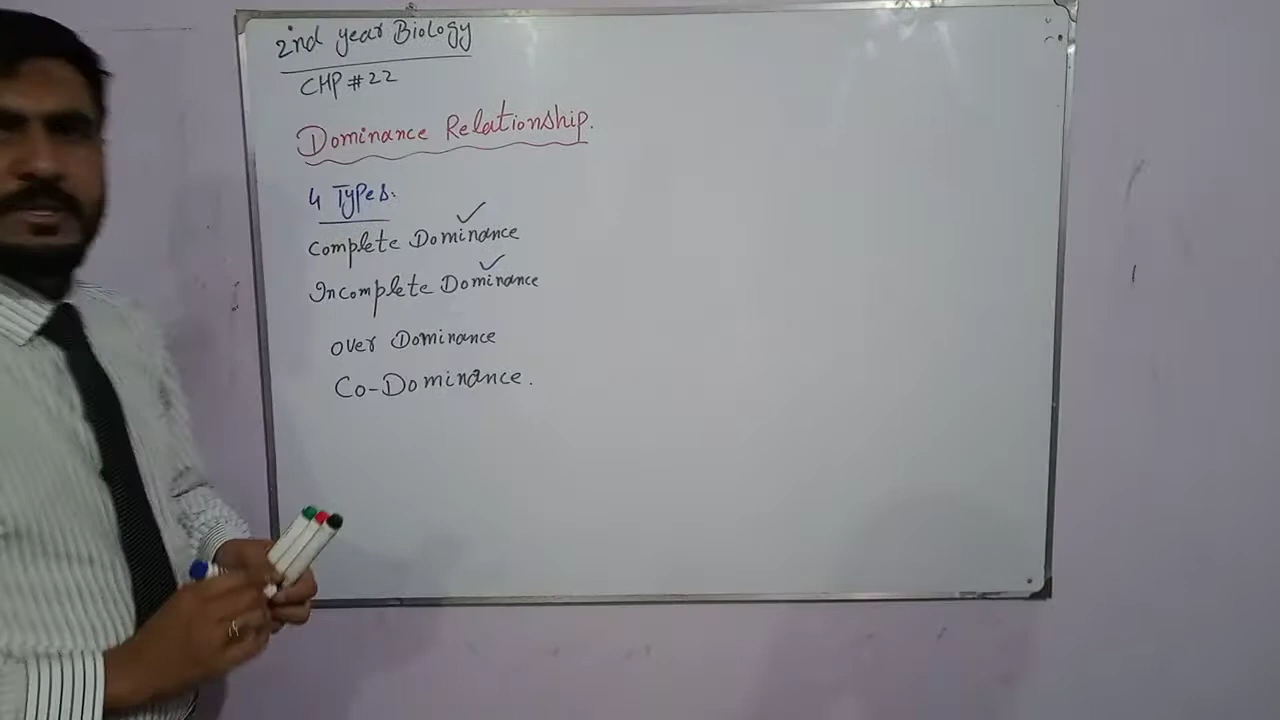 2nd year Biology
CHP #22
Dominance Relationship.
4 Types.
Complete Dominance ✓
Incomplete Dominance ✓
over Dominance
Co-Dominance.